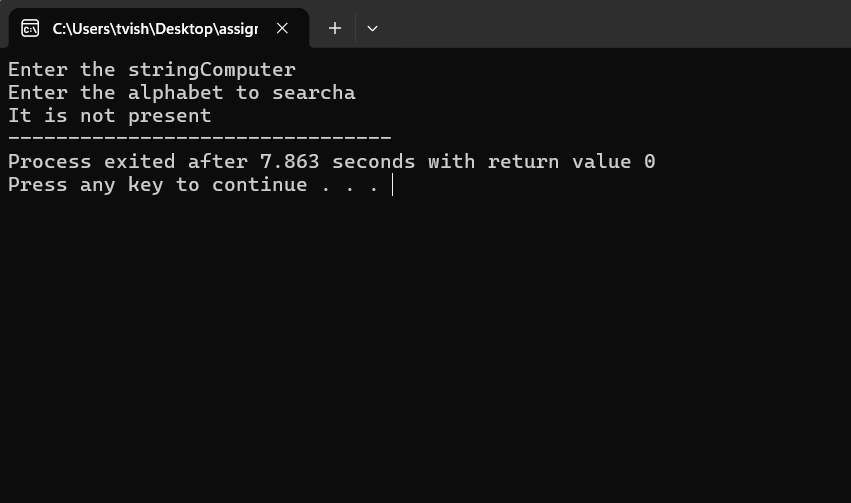 C:\Users\tvish\Desktop\assigr
Enter the stringComputer
Enter the alphabet to searcha
It is not present
--------------------------------
Process exited after 7.863 seconds with return value 0
Press any key to continue . . .